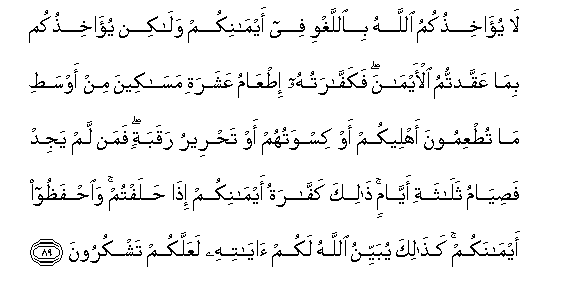 لَا يُؤَاخِذُكُمُ ٱللَّهُ بِٱللَّغْوِ فِىٓ أَيْمَـٰنِكُمْ وَلَـٰكِن يُؤَاخِذُكُم
بِمَا عَقَّدتُّمُ ٱلْأَيْمَـٰنَ ۖ فَكَفَّـٰرَتُهُۥٓ إِطْعَامُ عَشَرَةِ مَسَـٰكِينَ مِنْ أَوْسَطِ
مَا تُطْعِمُونَ أَهْلِيكُمْ أَوْ كِسْوَتُهُمْ أَوْ تَحْرِيرُ رَقَبَةٍ ۖ فَمَن لَّمْ يَجِدْ
فَصِيَامُ ثَلَـٰثَةِ أَيَّامٍ ۚ ذَٰلِكَ كَفَّـٰرَةُ أَيْمَـٰنِكُمْ إِذَا حَلَفْتُمْ ۚ وَٱحْفَظُوٓا۟
أَيْمَـٰنَكُمْ ۚ كَذَٰلِكَ يُبَيِّنُ ٱللَّهُ لَكُمْ ءَايَـٰتِهِۦ لَعَلَّكُمْ تَشْكُرُونَ ٨٩